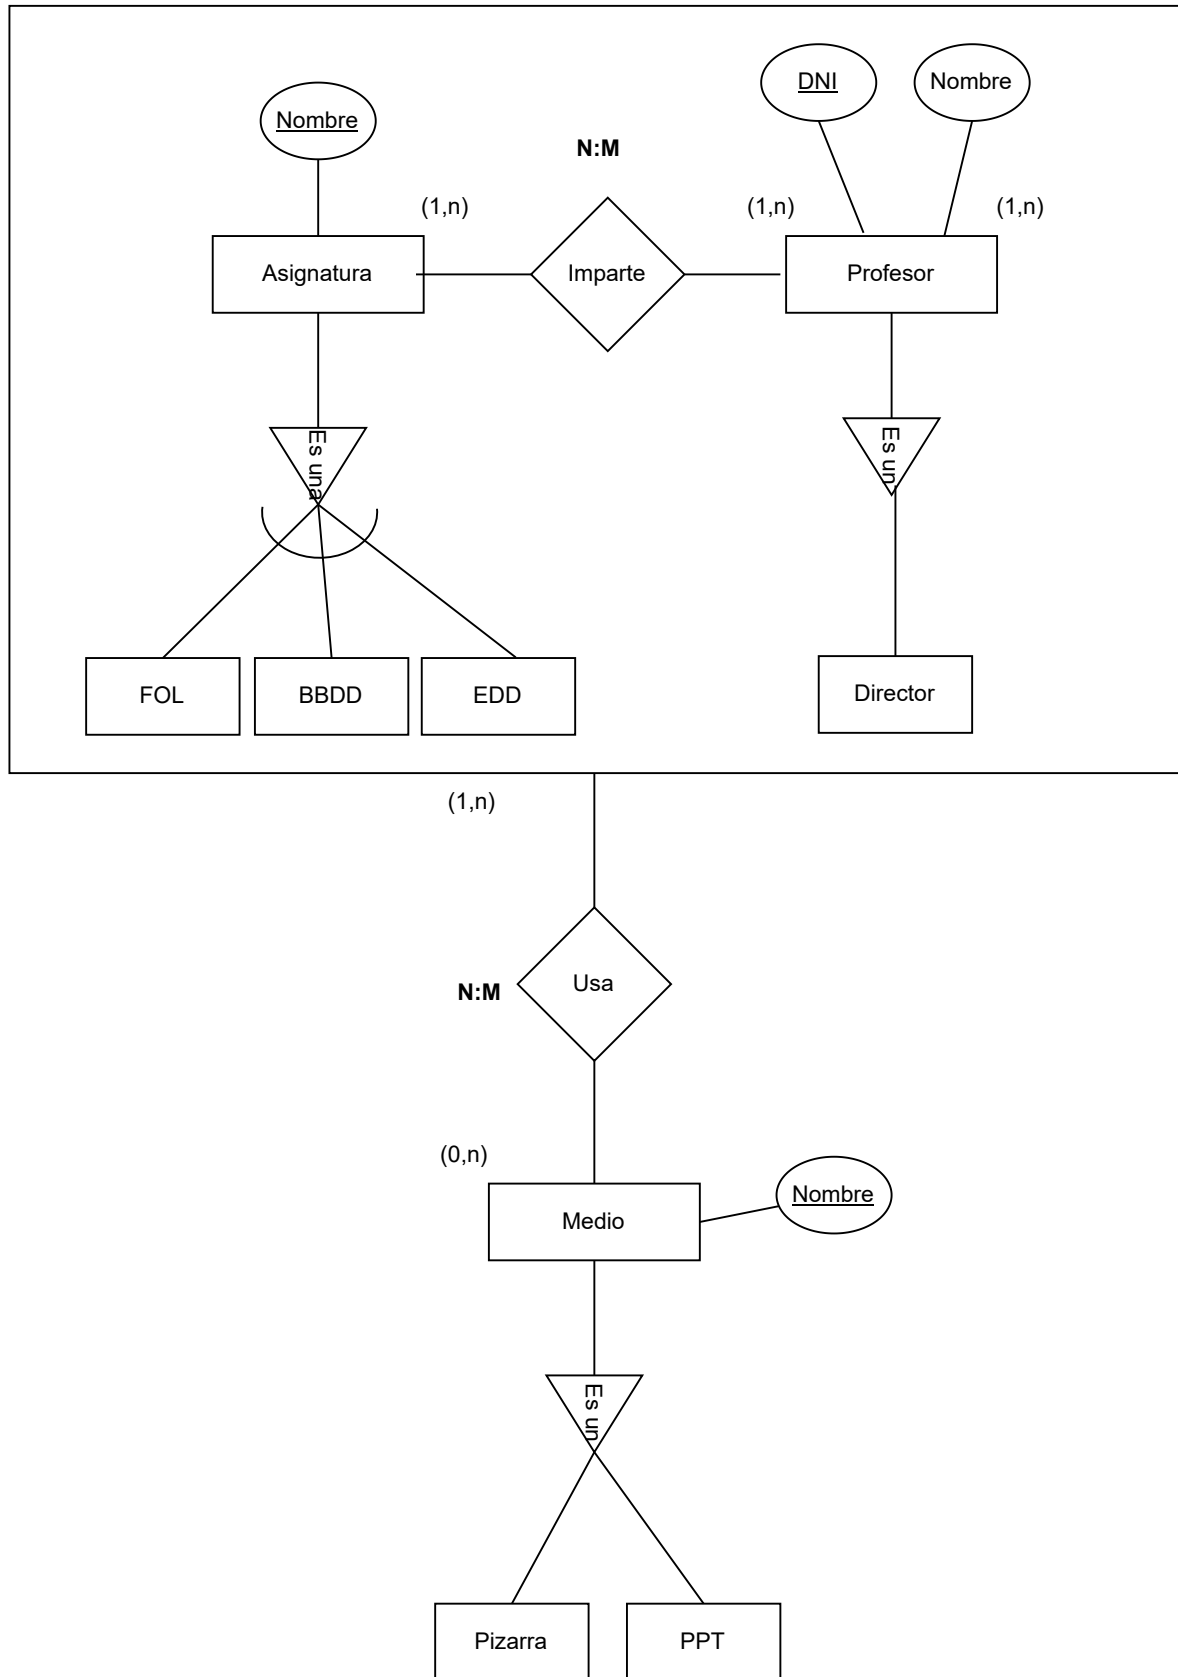 DNI
Nombre
Nombre
N:M
(1,n)
(1,n)
(1,n)
Asignatura
Imparte
Profesor
Es una
Es un
FOL
BBDD
EDD
Director
(1,n)
Usa
N:M
(0,n)
Nombre
Medio
Es un
Pizarra
PPT